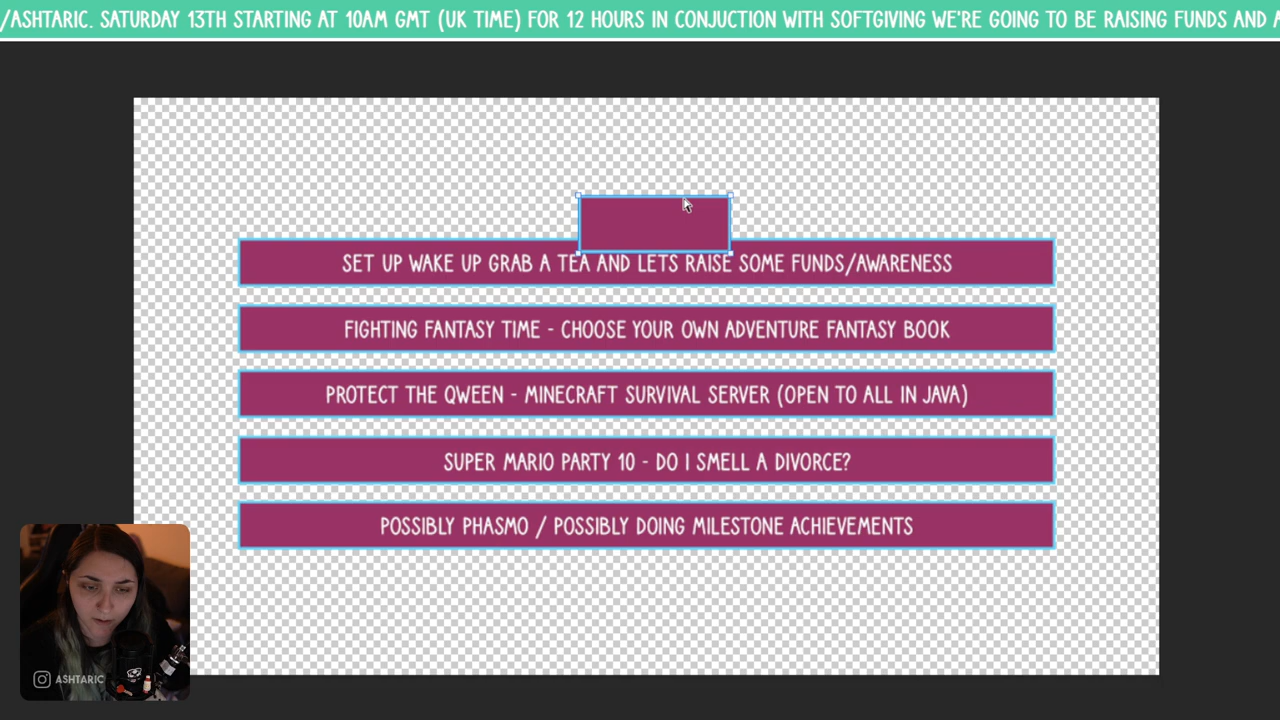 /ASHTARIC. SATURDAY 13TH STARTING AT 10AM GMT (UK TIME) FOR 12 HOURS IN CONJUCTION WITH SOFTGIVING WE'RE GOING TO BE RAISING FUNDS AND
SET UP WAKE UP GRAB A TEA AND LETS RAISE SOME FUNDS/AWARENESS
FIGHTING FANTASY TIME - CHOOSE YOUR OWN ADVENTURE FANTASY BOOK
PROTECT THE QWEEN - MINECRAFT SURVIVAL SERVER (OPEN TO ALL IN JAVA)
SUPER MARIO PARTY 10 - DO I SMELL A DIVORCE?
POSSIBLY PHASMO / POSSIBLY DOING MILESTONE ACHIEVEMENTS
ASHTARIC